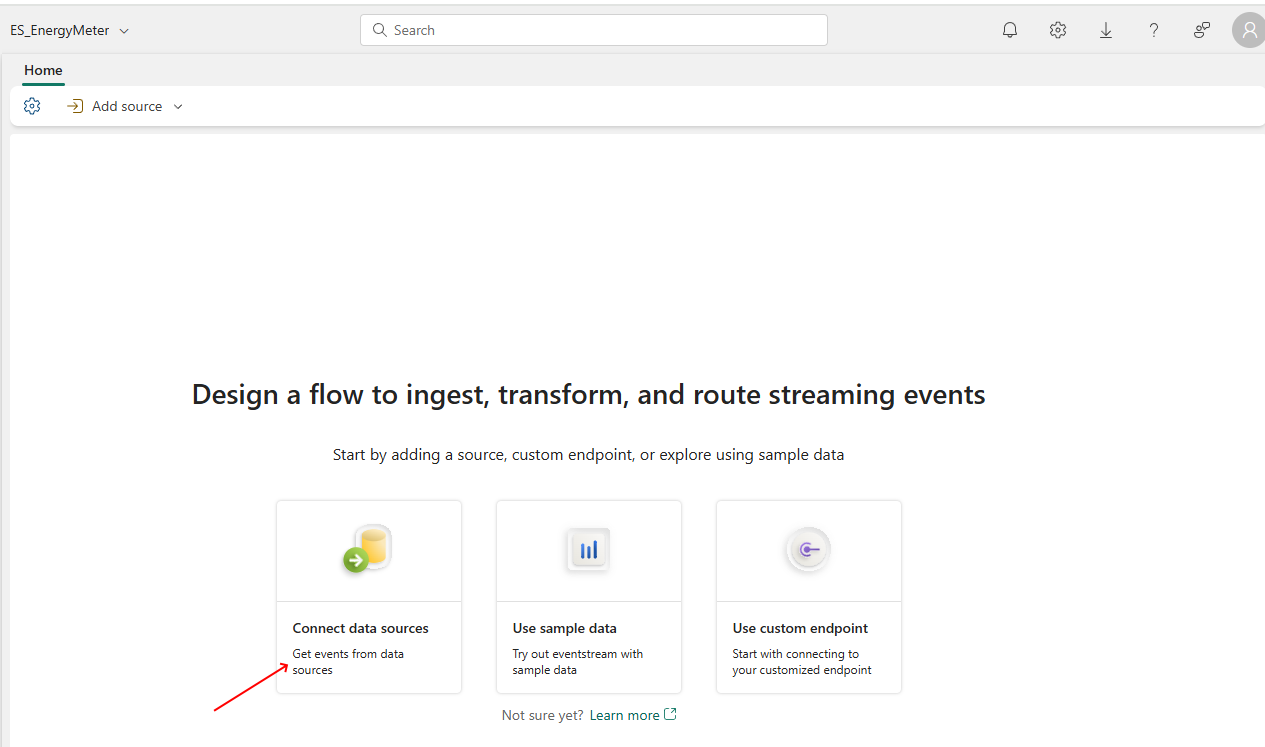 ES_EnergyMeter
Search
Home
Add source
Design a flow to ingest, transform, and route streaming events
Start by adding a source, custom endpoint, or explore using sample data
Connect data sources
Get events from data
sources
Use sample data
Try out eventstream with
sample data
Use custom endpoint
Start with connecting to
your customized endpoint
Not sure yet? Learn more